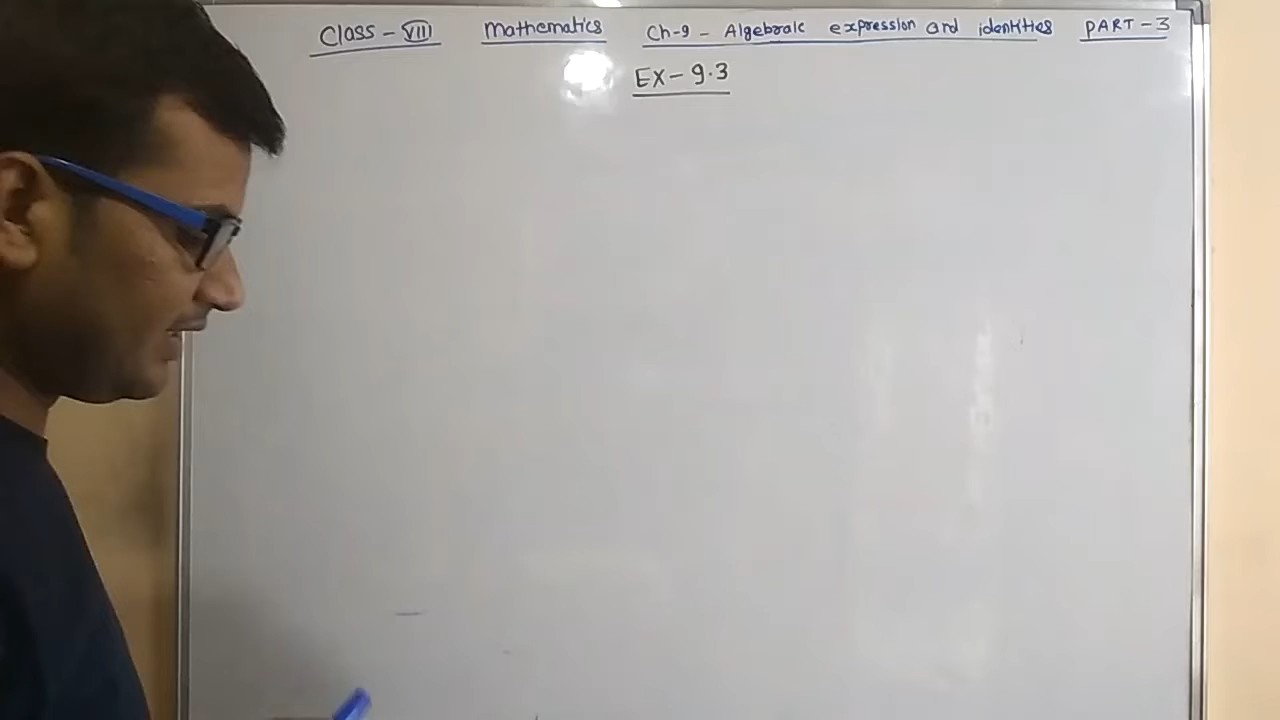 Class - VIII Mathematics Ch-9 - Algebraic expression and identities PART - 3
EX - 9.3